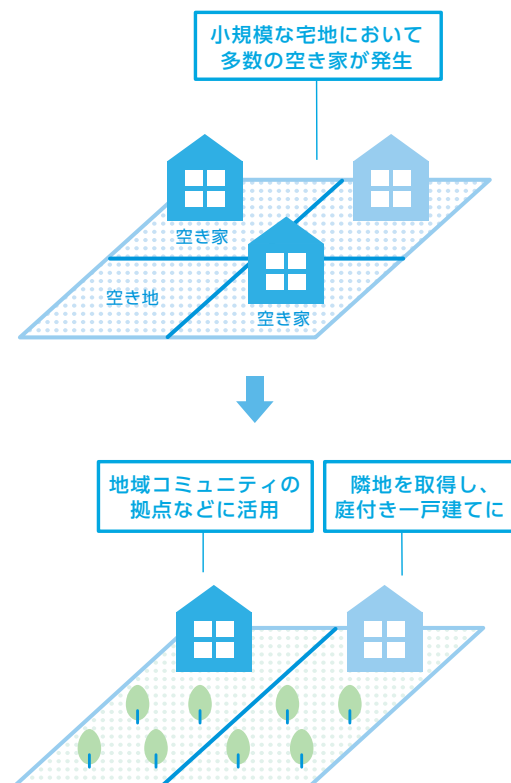 小規模な宅地において
多数の空き家が発生
空き家
空き地
空き家
地域コミュニティの
拠点などに活用
隣地を取得し、
庭付き一戸建てに